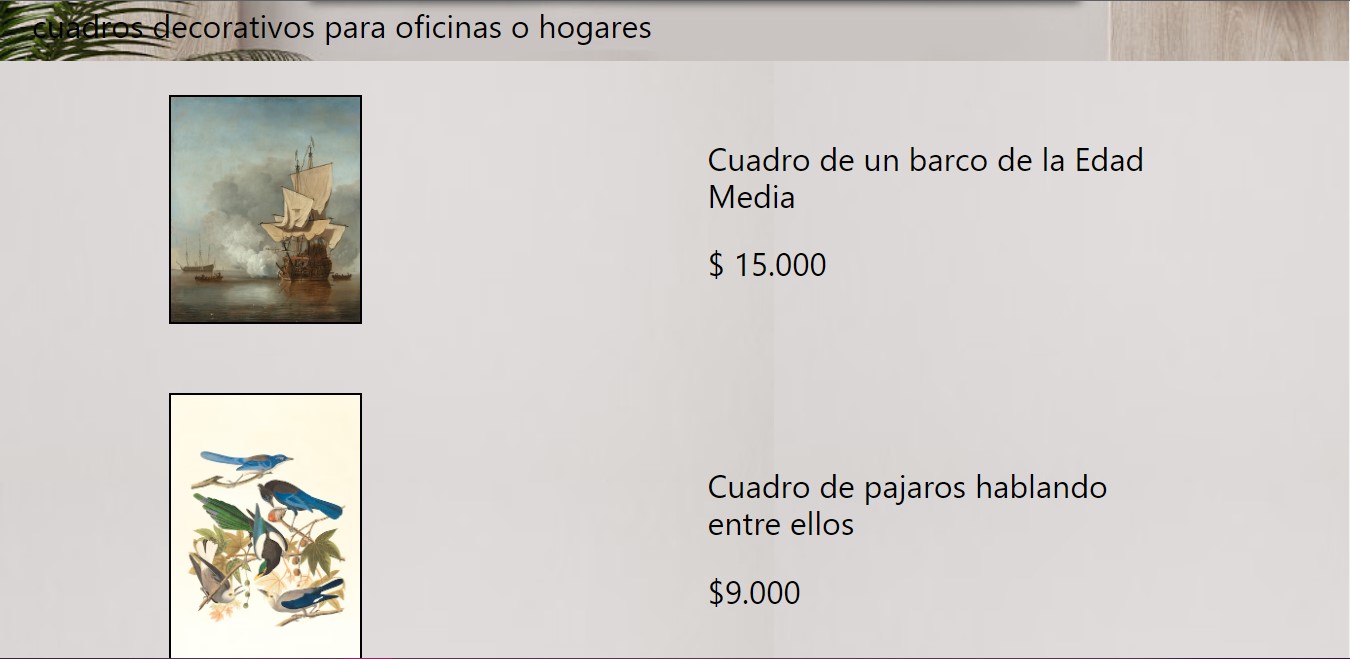 cuadros decorativos para oficinas o hogares
Cuadro de un barco de la Edad
Media
$ 15.000
Cuadro de pajaros hablando
entre ellos
$9.000